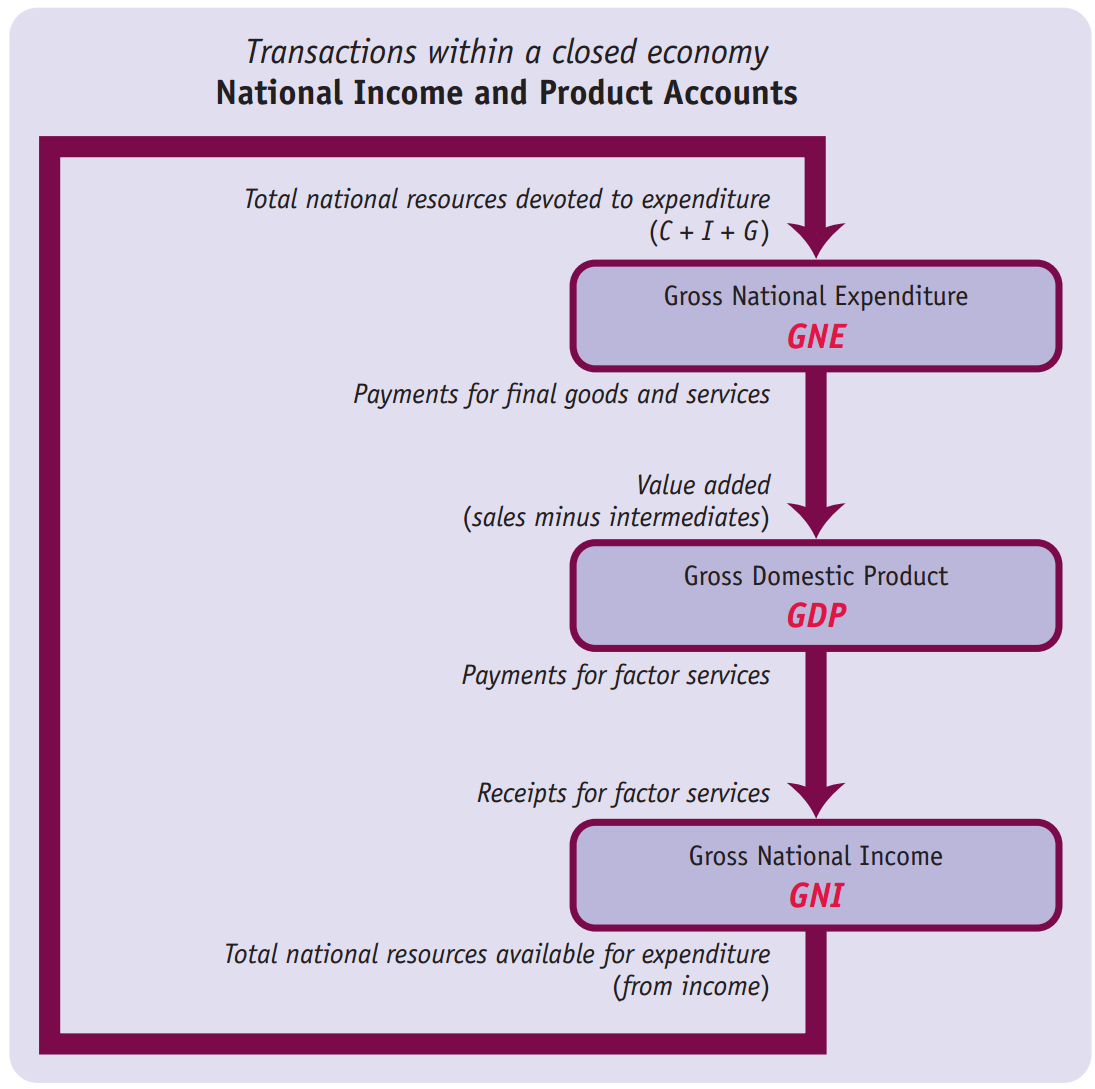 Transactions within a closed economy
National Income and Product Accounts
Total national resources devoted to expenditure
(C + I + G)
Gross National Expenditure
GNE
Payments for final goods and services
Value added
(sales minus intermediates)
Gross Domestic Product
GDP
Payments for factor services
Receipts for factor services
Gross National Income
GNI
Total national resources available for expenditure
(from income)